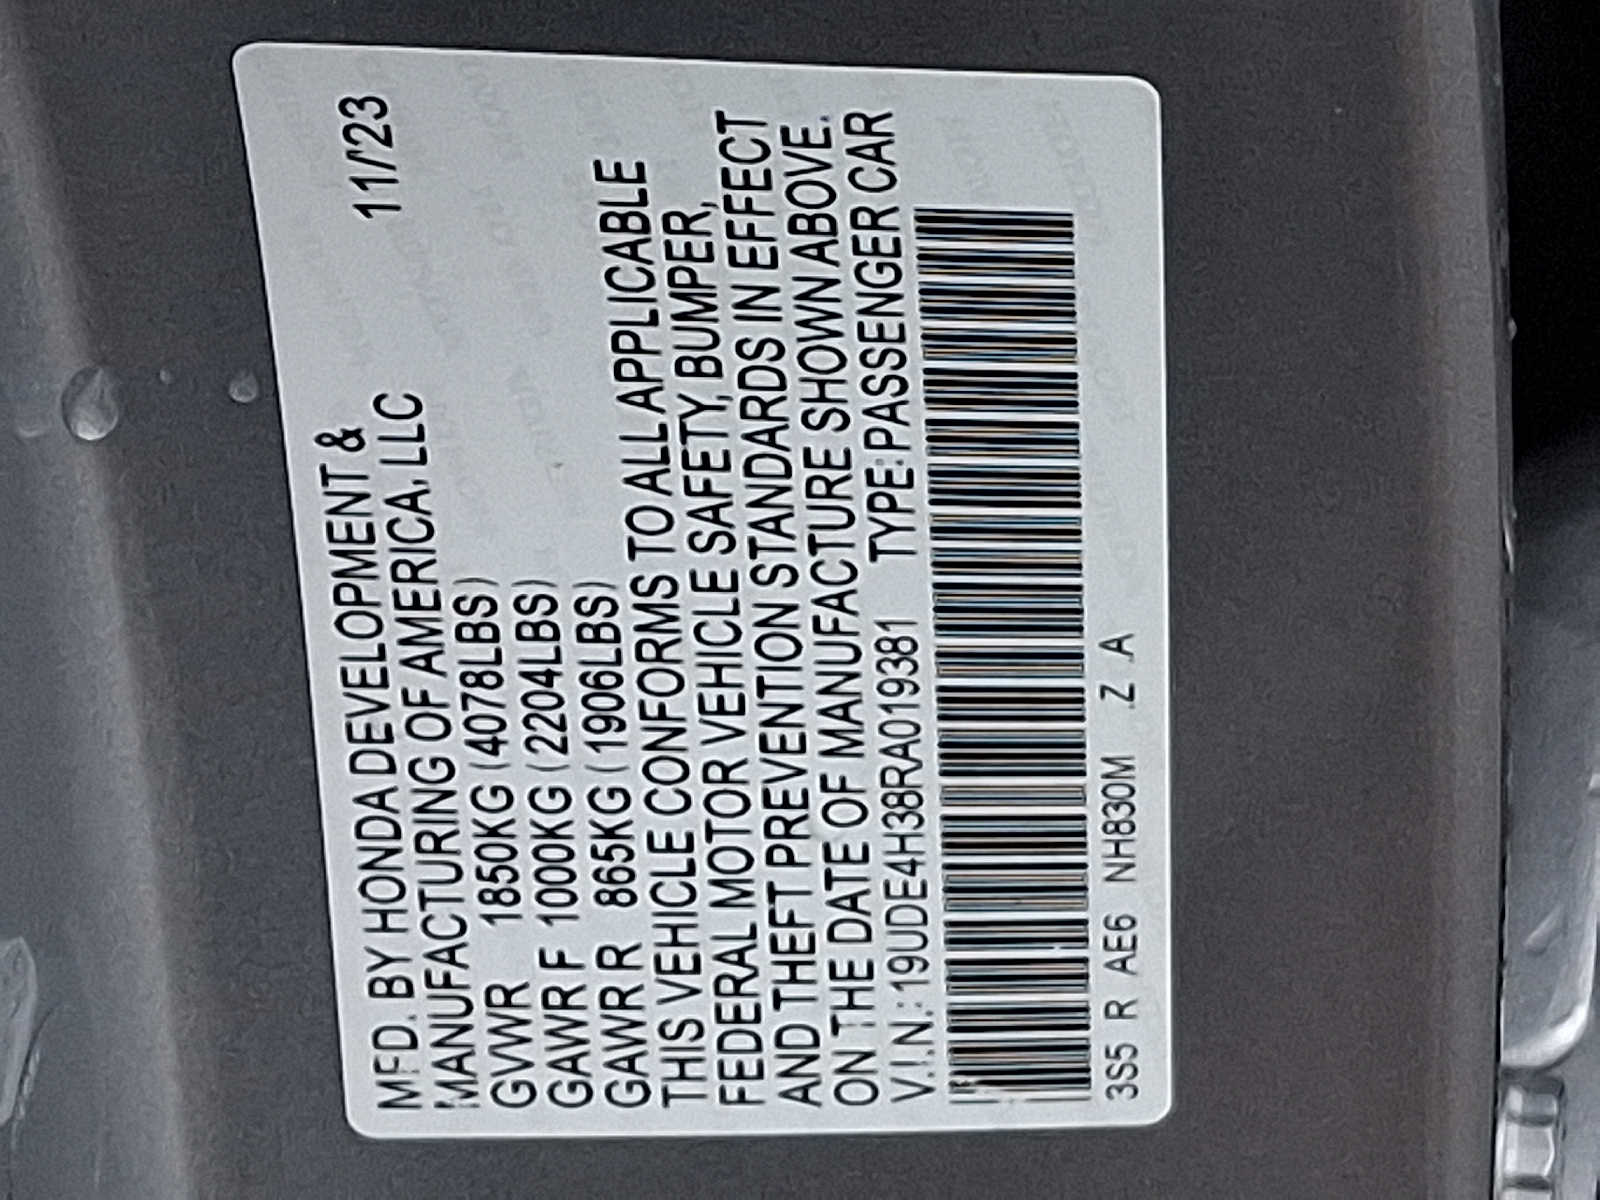 MFD. BY HONDA DEVELOPMENT & 11/23
MANUFACTURING OF AMERICA, LLC
GVWR 1850KG (4078LBS)
GAWR F 1000KG (2204LBS)
GAWR R 865KG (1906LBS)
THIS VEHICLE CONFORMS TO ALL APPLICABLE
FEDERAL MOTOR VEHICLE SAFETY, BUMPER,
AND THEFT PREVENTION STANDARDS IN EFFECT
ON THE DATE OF MANUFACTURE SHOWN ABOVE.
V.I.N.: 19UDE4H38RA019381 TYPE: PASSENGER CAR
3S5 R AE6 NH830M Z A